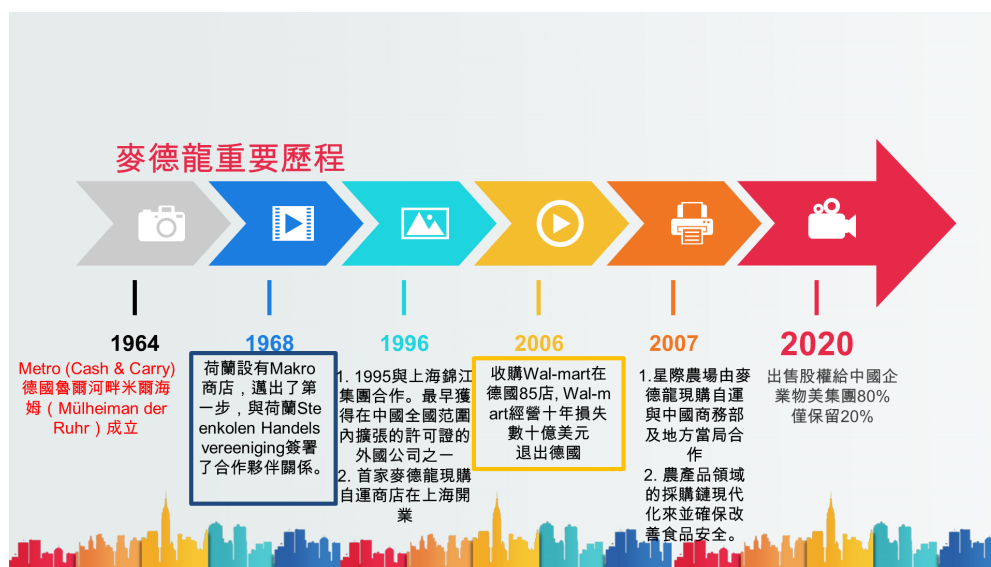 麥德龍重要歷程
1964
Metro (Cash & Carry)
德國魯爾河畔米爾海
姆（Mülheiman der
Ruhr）成立
1968
荷蘭設有Makro
商店，邁出了第
一步，與荷蘭Ste
enkolen Handels
vereeniging簽署
了合作夥伴關係。
1996
1. 1995與上海錦江
集團合作。最早獲
得在中國全國范圍
內擴張的許可證的
外國公司之一
2. 首家麥德龍現購
自運商店在上海開
業
2006
收購Wal-mart在
德國85店, Wal-m
art經營十年損失
數十億美元
退出德國
2007
1.星際農場由麥
德龍現購自運
與中國商務部
及地方當局合
作
2. 農產品領域
的採購鏈現代
化來並確保改
善食品安全。
2020
出售股權給中國企
業物美集團80%
僅保留20%